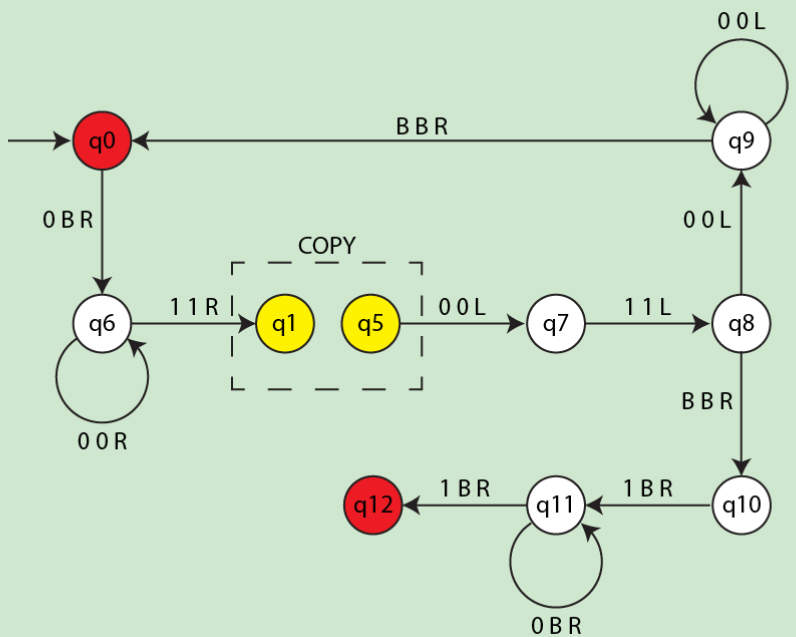 0 0 L
q0
B B R
q9
0 B R
0 0 L
COPY
q6
1 1 R
q1
q5
0 0 L
q7
1 1 L
q8
0 0 R
B B R
q12
1 B R
q11
1 B R
q10
0 B R